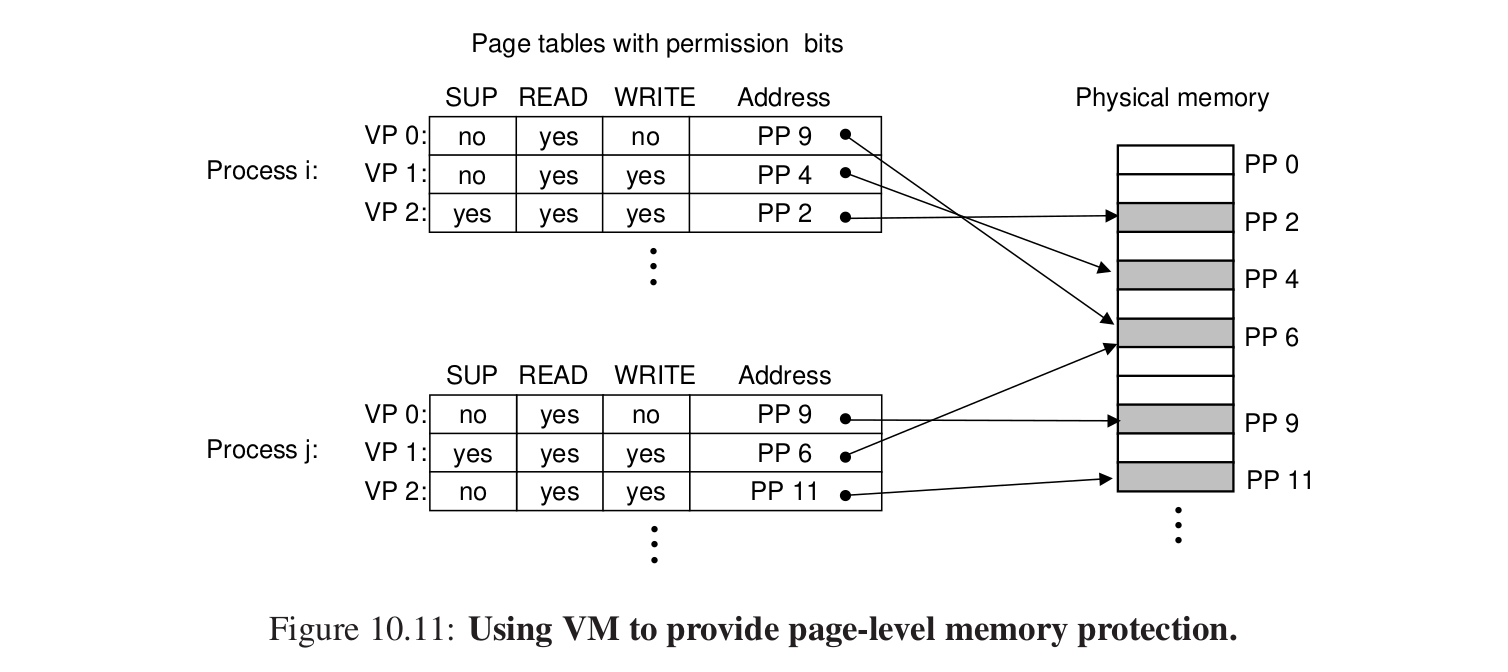 Page tables with permission bits
SUP READ WRITE Address
Physical memory
Process i:
VP 0: no yes no PP 9
VP 1: no yes yes PP 4
VP 2: yes yes yes PP 2
PP 0
PP 2
PP 4
PP 6
PP 9
PP 11
SUP READ WRITE Address
Process j:
VP 0: no yes no PP 9
VP 1: yes yes yes PP 6
VP 2: no yes yes PP 11
Figure 10.11: Using VM to provide page-level memory protection.